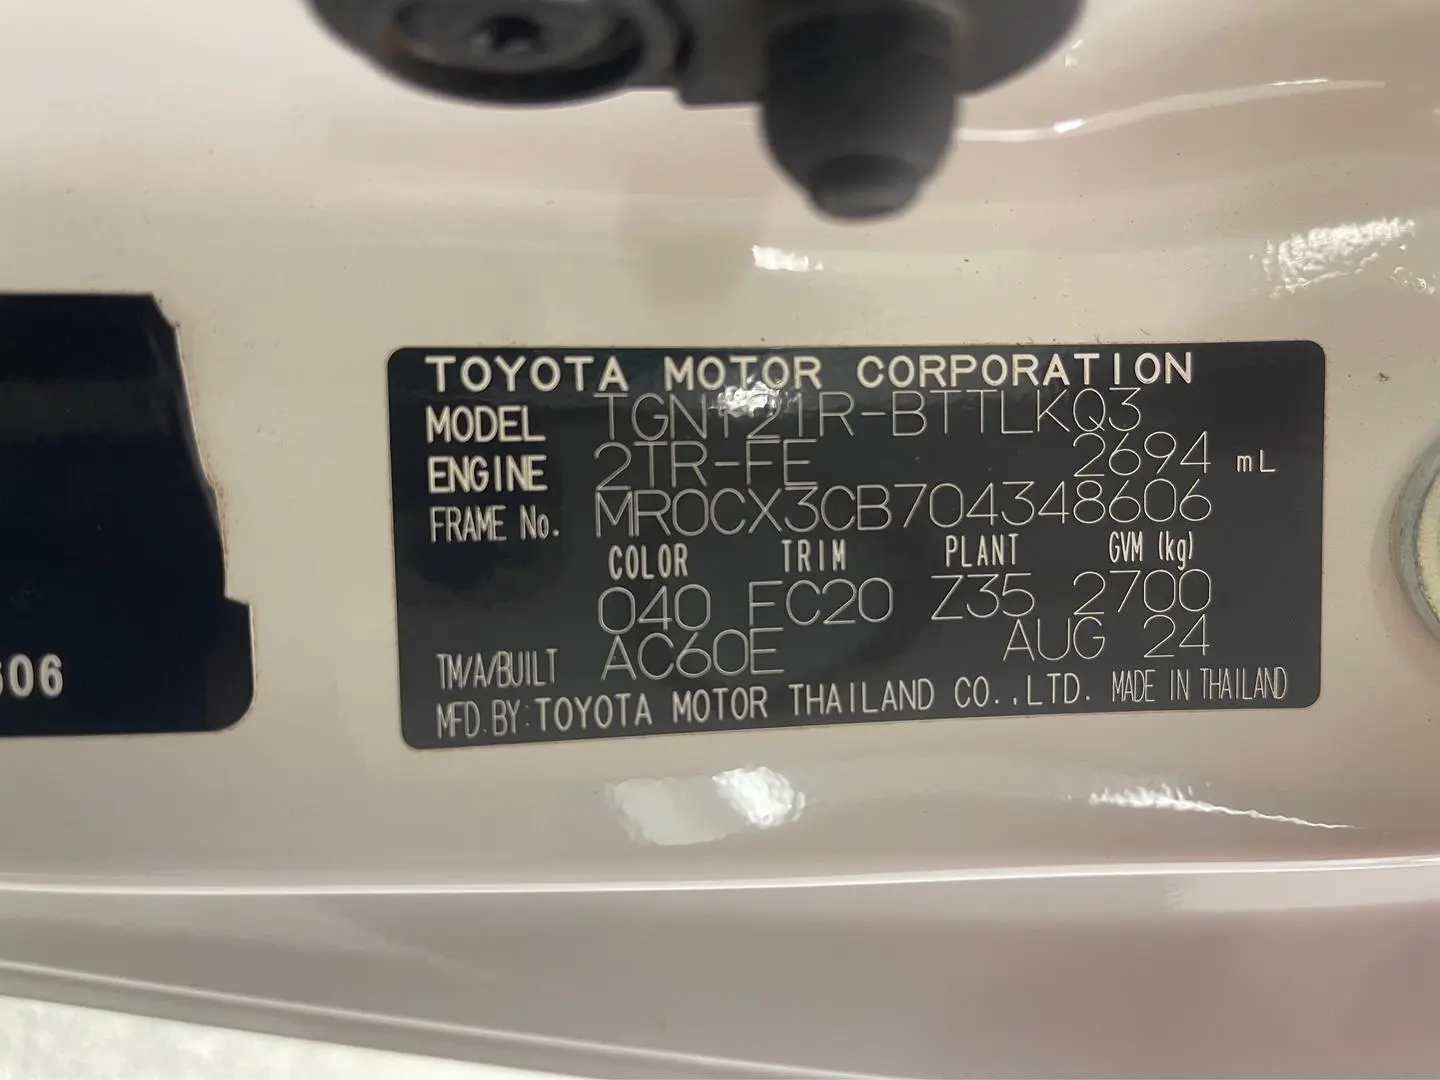 TOYOTA MOTOR CORPORATION
MODEL TGN121R-BTTLKQ3
ENGINE 2TR-FE 2694 mL
FRAME No. MR0CX3CB704348606
COLOR TRIM PLANT GVM (kg)
040 FC20 Z35 2700
TM/A/BUILT AC60E AUG 24
MFD. BY: TOYOTA MOTOR THAILAND CO.,LTD. MADE IN THAILAND
606